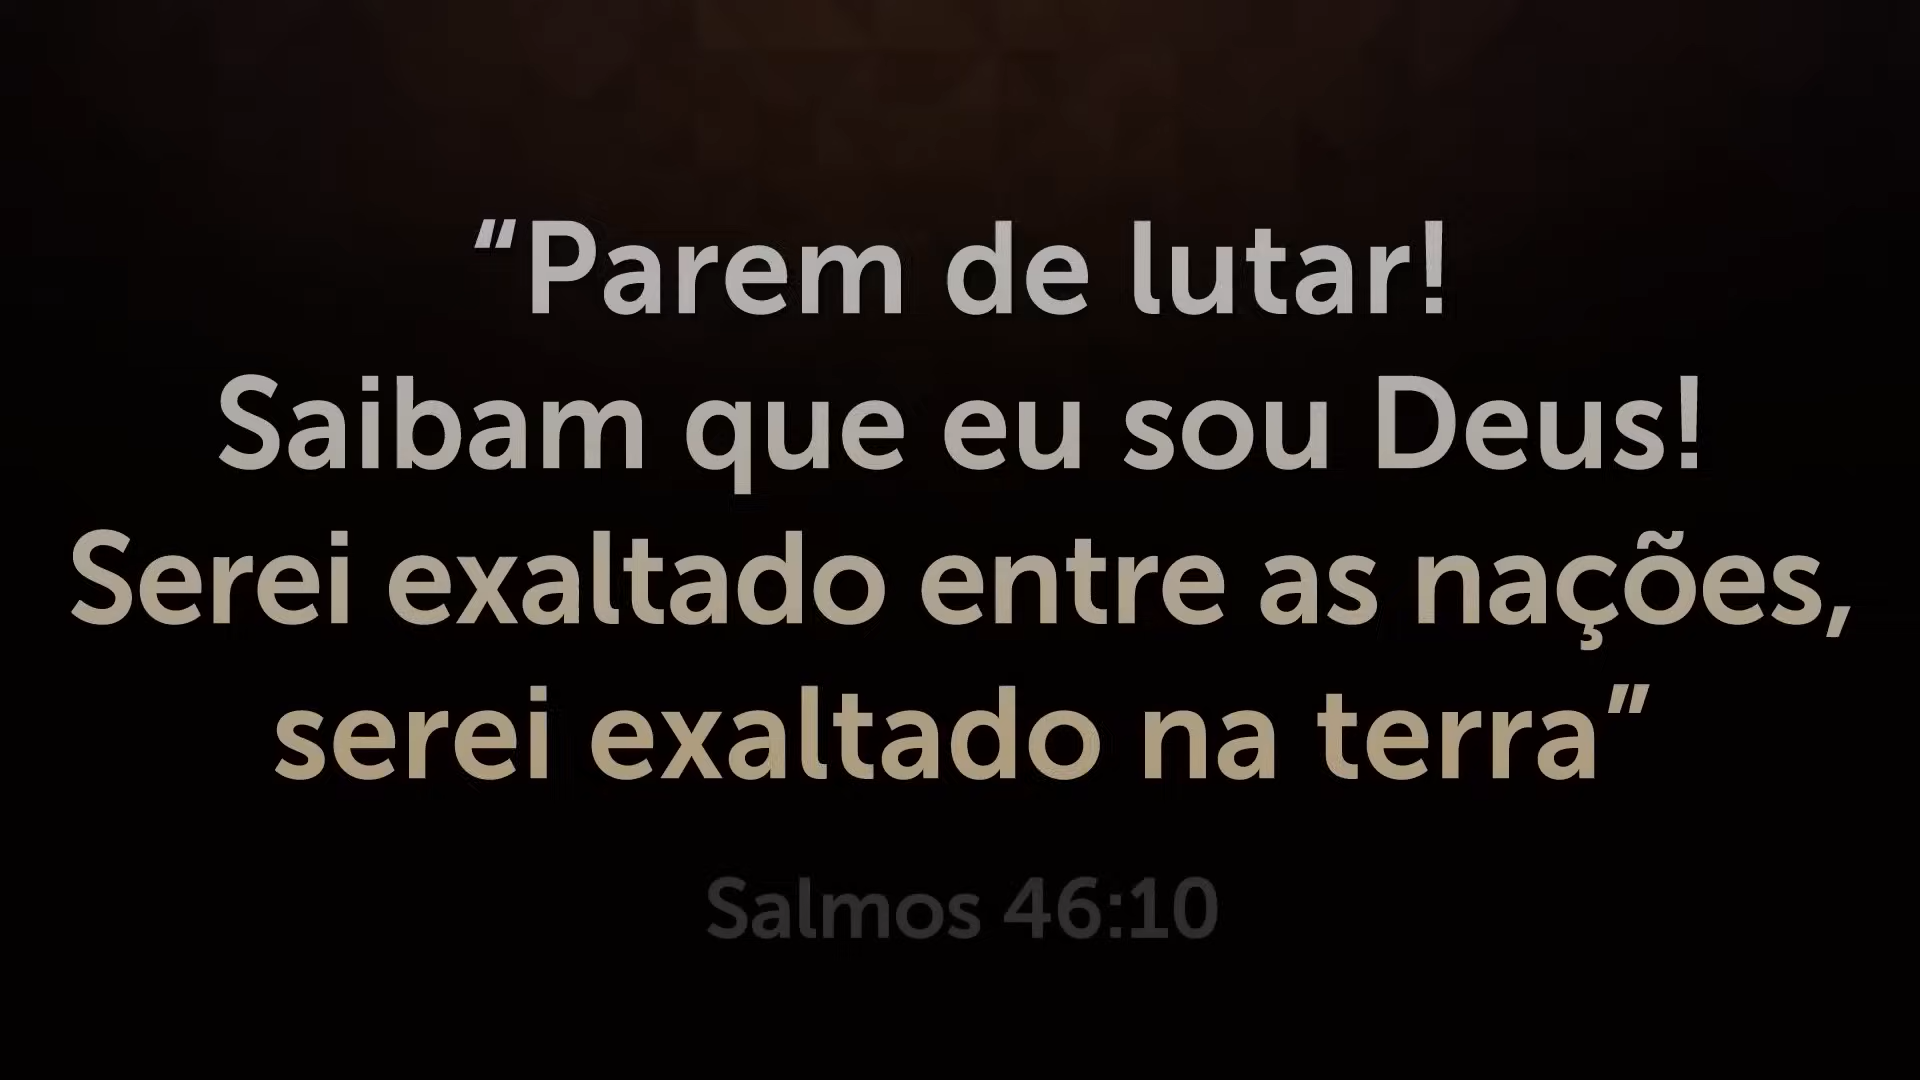 “Parem de lutar!
Saibam que eu sou Deus!
Serei exaltado entre as nações,
serei exaltado na terra”
Salmos 46:10